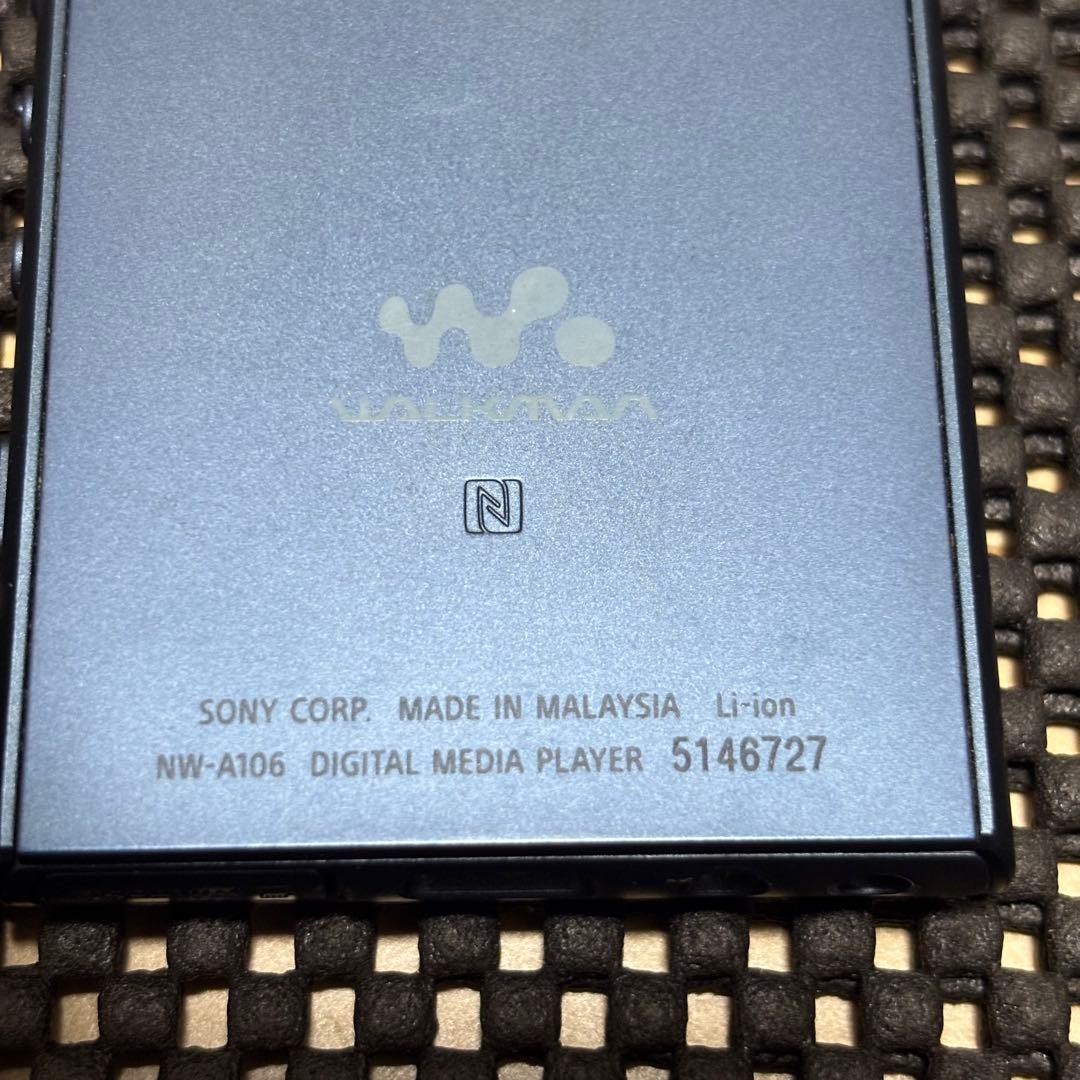 WALKMAN
SONY CORP. MADE IN MALAYSIA Li-ion
NW-A106 DIGITAL MEDIA PLAYER 5146727